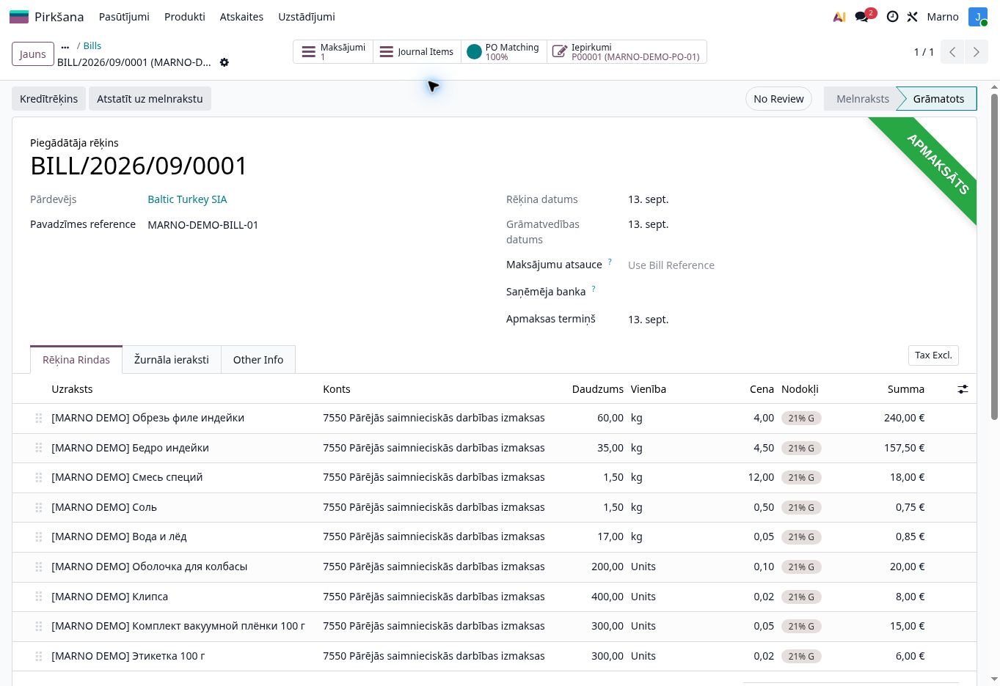 Pirkšana Pasūtījumi Produkti Atskaites Uzstādījumi 2 Marno J
Jauns ... / Bills
BILL/2026/09/0001 (MARNO-D...
Maksājumi 1 Journal Items PO Matching 100% Iepirkumi P00001 (MARNO-DEMO-PO-01) 1 / 1
Kredītrēķins Atstatīt uz melnrakstu No Review Melnraksts Grāmatots
APMAKSĀTS
Piegādātāja rēķins
BILL/2026/09/0001
Pārdevējs Baltic Turkey SIA
Pavadzīmes reference MARNO-DEMO-BILL-01
Rēķina datums 13. sept.
Grāmatvedības datums 13. sept.
Maksājumu atsauce ? Use Bill Reference
Saņēmēja banka ?
Apmaksas termiņš 13. sept.
Rēķina Rindas Žurnāla ieraksti Other Info Tax Excl.
Uzraksts Konts Daudzums Vienība Cena Nodokļi Summa
[MARNO DEMO] Обрезь филе индейки 7550 Pārējās saimnieciskās darbības izmaksas 60,00 kg 4,00 21% G 240,00 €
[MARNO DEMO] Бедро индейки 7550 Pārējās saimnieciskās darbības izmaksas 35,00 kg 4,50 21% G 157,50 €
[MARNO DEMO] Смесь специй 7550 Pārējās saimnieciskās darbības izmaksas 1,50 kg 12,00 21% G 18,00 €
[MARNO DEMO] Соль 7550 Pārējās saimnieciskās darbības izmaksas 1,50 kg 0,50 21% G 0,75 €
[MARNO DEMO] Вода и лёд 7550 Pārējās saimnieciskās darbības izmaksas 17,00 kg 0,05 21% G 0,85 €
[MARNO DEMO] Оболочка для колбасы 7550 Pārējās saimnieciskās darbības izmaksas 200,00 Units 0,10 21% G 20,00 €
[MARNO DEMO] Клипса 7550 Pārējās saimnieciskās darbības izmaksas 400,00 Units 0,02 21% G 8,00 €
[MARNO DEMO] Комплект вакуумной плёнки 100 г 7550 Pārējās saimnieciskās darbības izmaksas 300,00 Units 0,05 21% G 15,00 €
[MARNO DEMO] Этикетка 100 г 7550 Pārējās saimnieciskās darbības izmaksas 300,00 Units 0,02 21% G 6,00 €